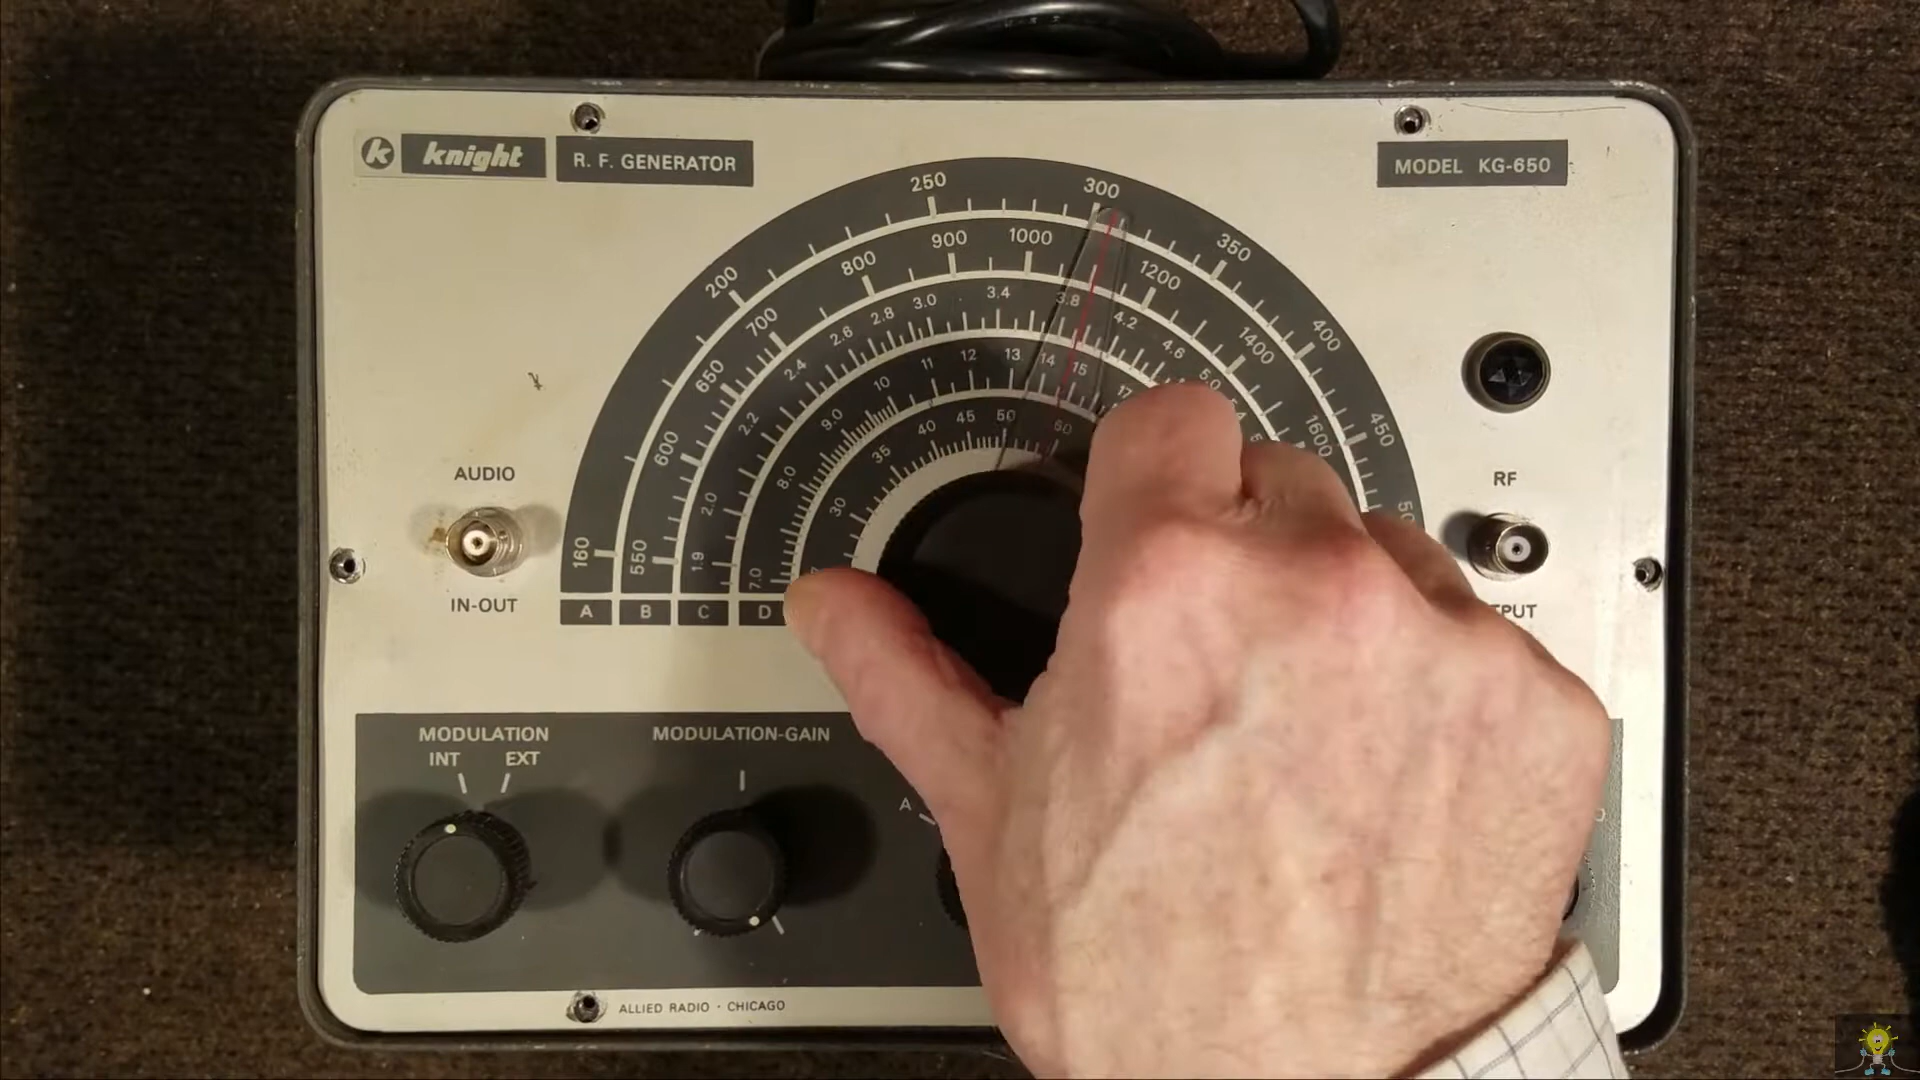 k knight R. F. GENERATOR
MODEL KG-650
160 200 250 300 350 400 450
550 600 650 700 800 900 1000 1200 1400 1600
1.9 2.0 2.2 2.4 2.6 2.8 3.0 3.4 3.8 4.2 4.6 5.0
7.0 8.0 9.0 10 11 12 13 14 15 17
30 35 40 45 50 60
A B C D
AUDIO
IN-OUT
RF
MODULATION
INT EXT
MODULATION-GAIN
A
ALLIED RADIO · CHICAGO